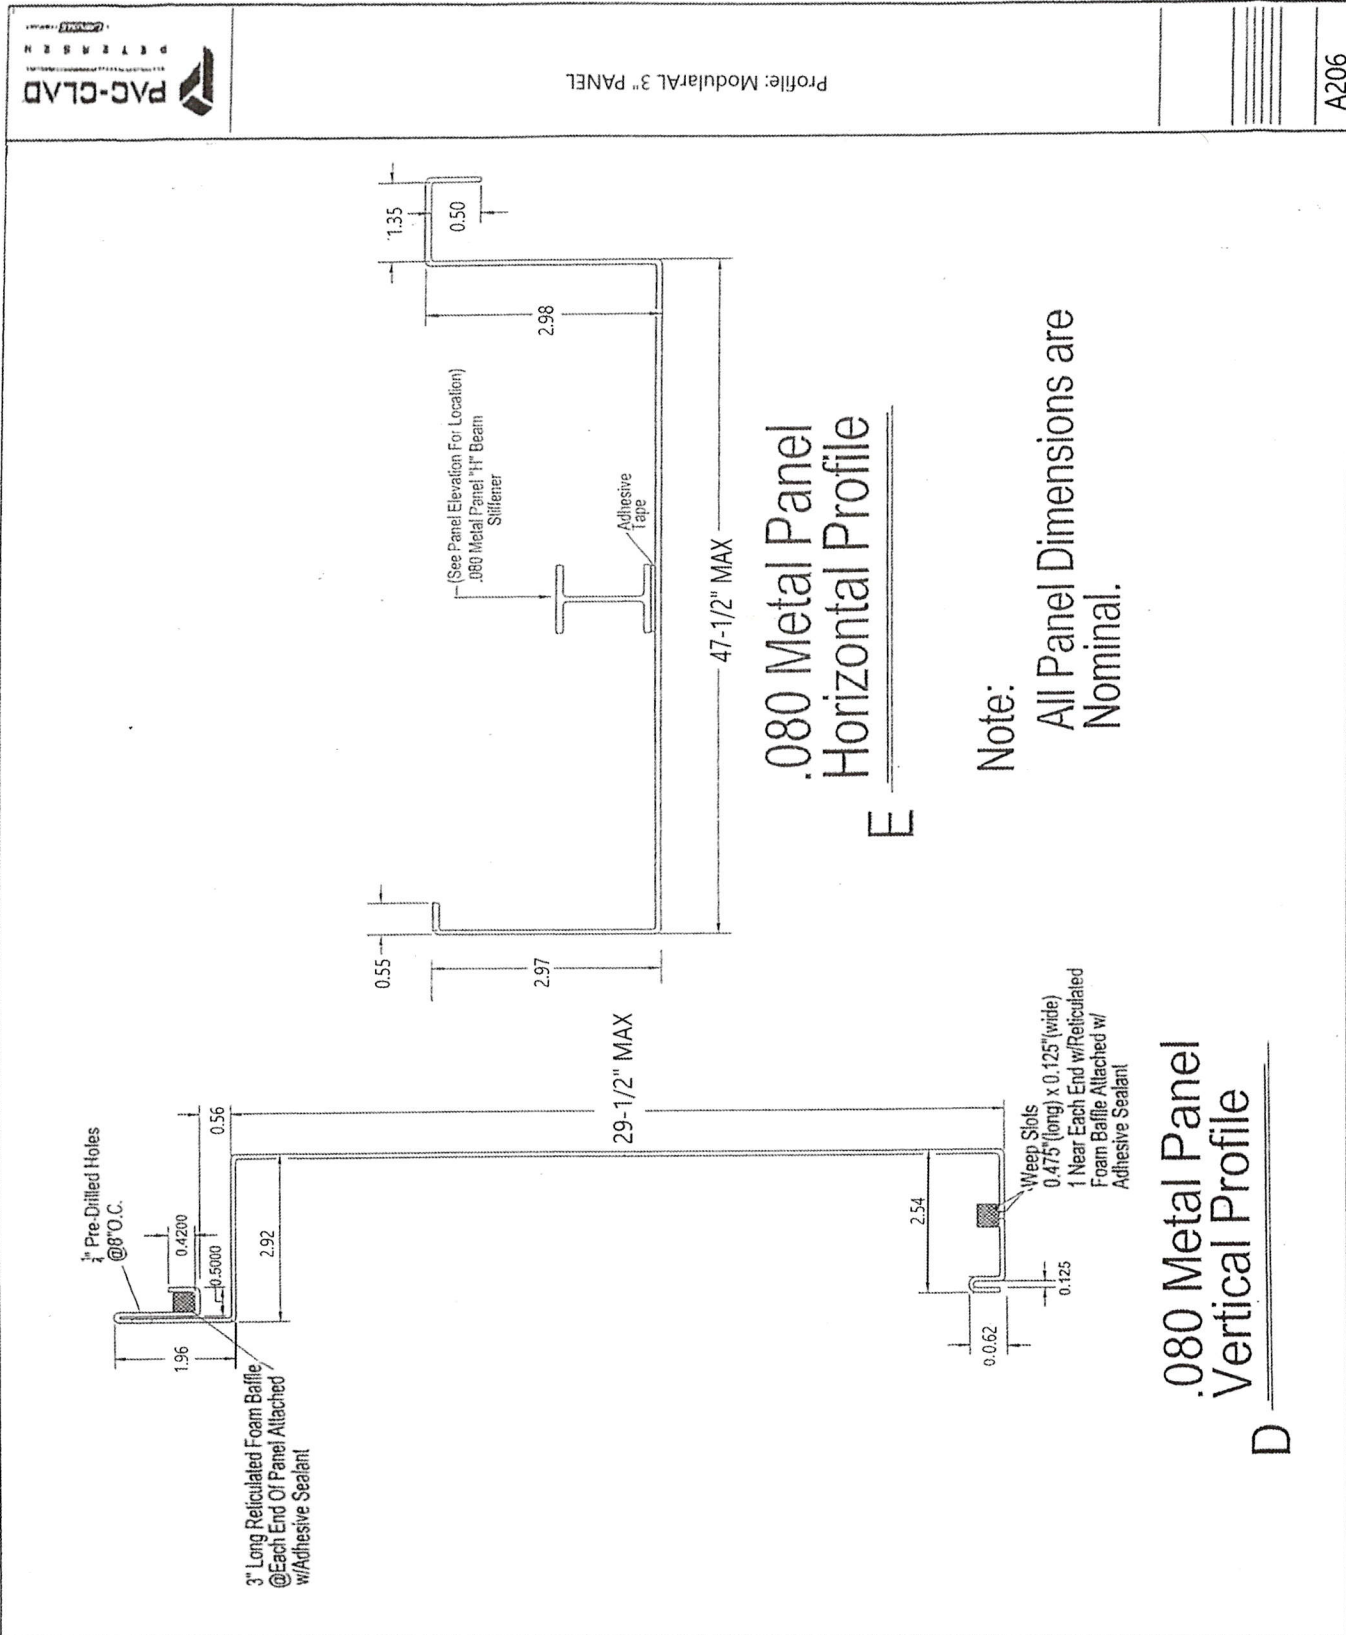 PAC-CLAD
PETERSEN
Profile: ModularAL 3" PANEL
A206
1.35
0.50
2.98
(See Panel Elevation For Location)
.080 Metal Panel "H" Beam
Stiffener
Adhesive
Tape
47-1/2" MAX
0.55
2.97
.080 Metal Panel
Horizontal Profile
E
Note:
All Panel Dimensions are
Nominal.
Pre-Drilled Holes
@8"O.C.
0.4200
0.5000
0.56
2.92
1.96
3" Long Reticulated Foam Baffle
@Each End Of Panel Attached
w/Adhesive Sealant
29-1/2" MAX
2.54
0.125
0.0.62
Weep Slots
0.475"(long) x 0.125"(wide)
1 Near Each End w/Reticulated
Foam Baffle Attached w/
Adhesive Sealant
.080 Metal Panel
Vertical Profile
D